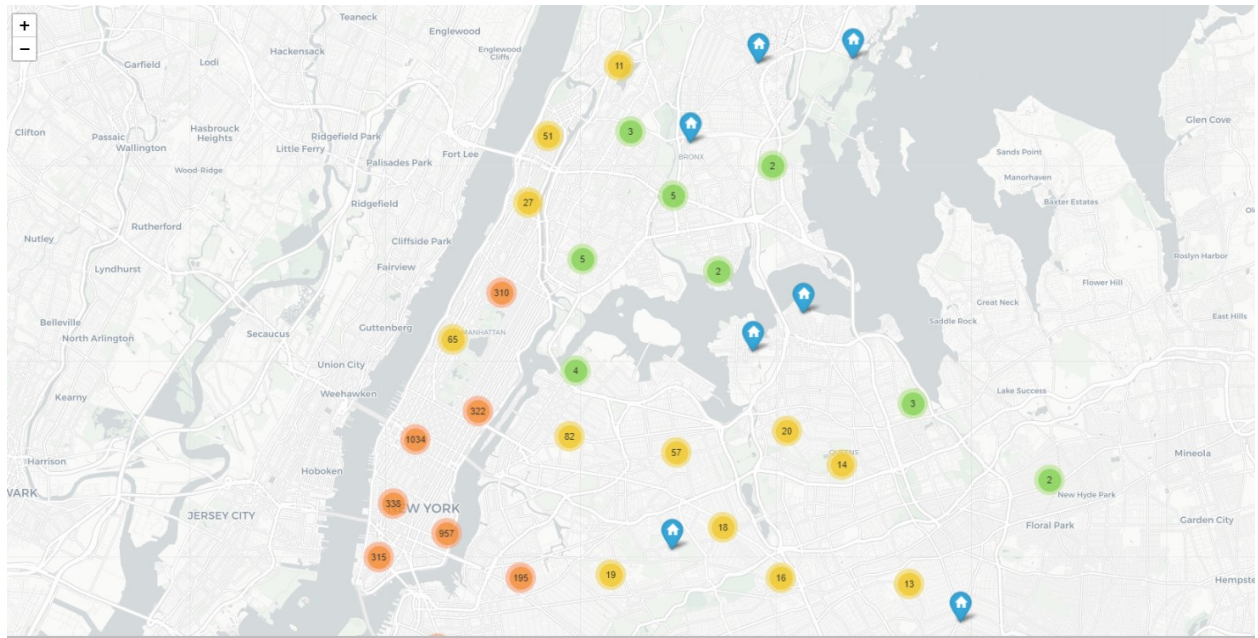 +
−
Teaneck
Englewood
Englewood
Cliffs
Hackensack
Garfield
Lodi
11
Glen Cove
Clifton
Passaic
Wallington
Hasbrouck
Heights
Ridgefield Park
Little Ferry
Palisades Park
Fort Lee
51
3
BRONX
Sands Point
Wood-Ridge
2
Manorhaven
Ridgefield
27
5
Baxter Estates
Rutherford
Nutley
Cliffside Park
Roslyn Harbor
Lyndhurst
Fairview
5
2
Flower Hill
310
Great Neck
East Hills
Belleville
North Arlington
Secaucus
Guttenberg
65
MANHATTAN
Saddle Rock
Union City
4
Kearny
Weehawken
Lake Success
322
3
1034
82
20
57
QUEENS
14
Mineola
Harrison
Hoboken
2
New Hyde Park
WARK
JERSEY CITY
338
NEW YORK
957
18
Floral Park
Garden City
315
195
19
16
13
Hempste